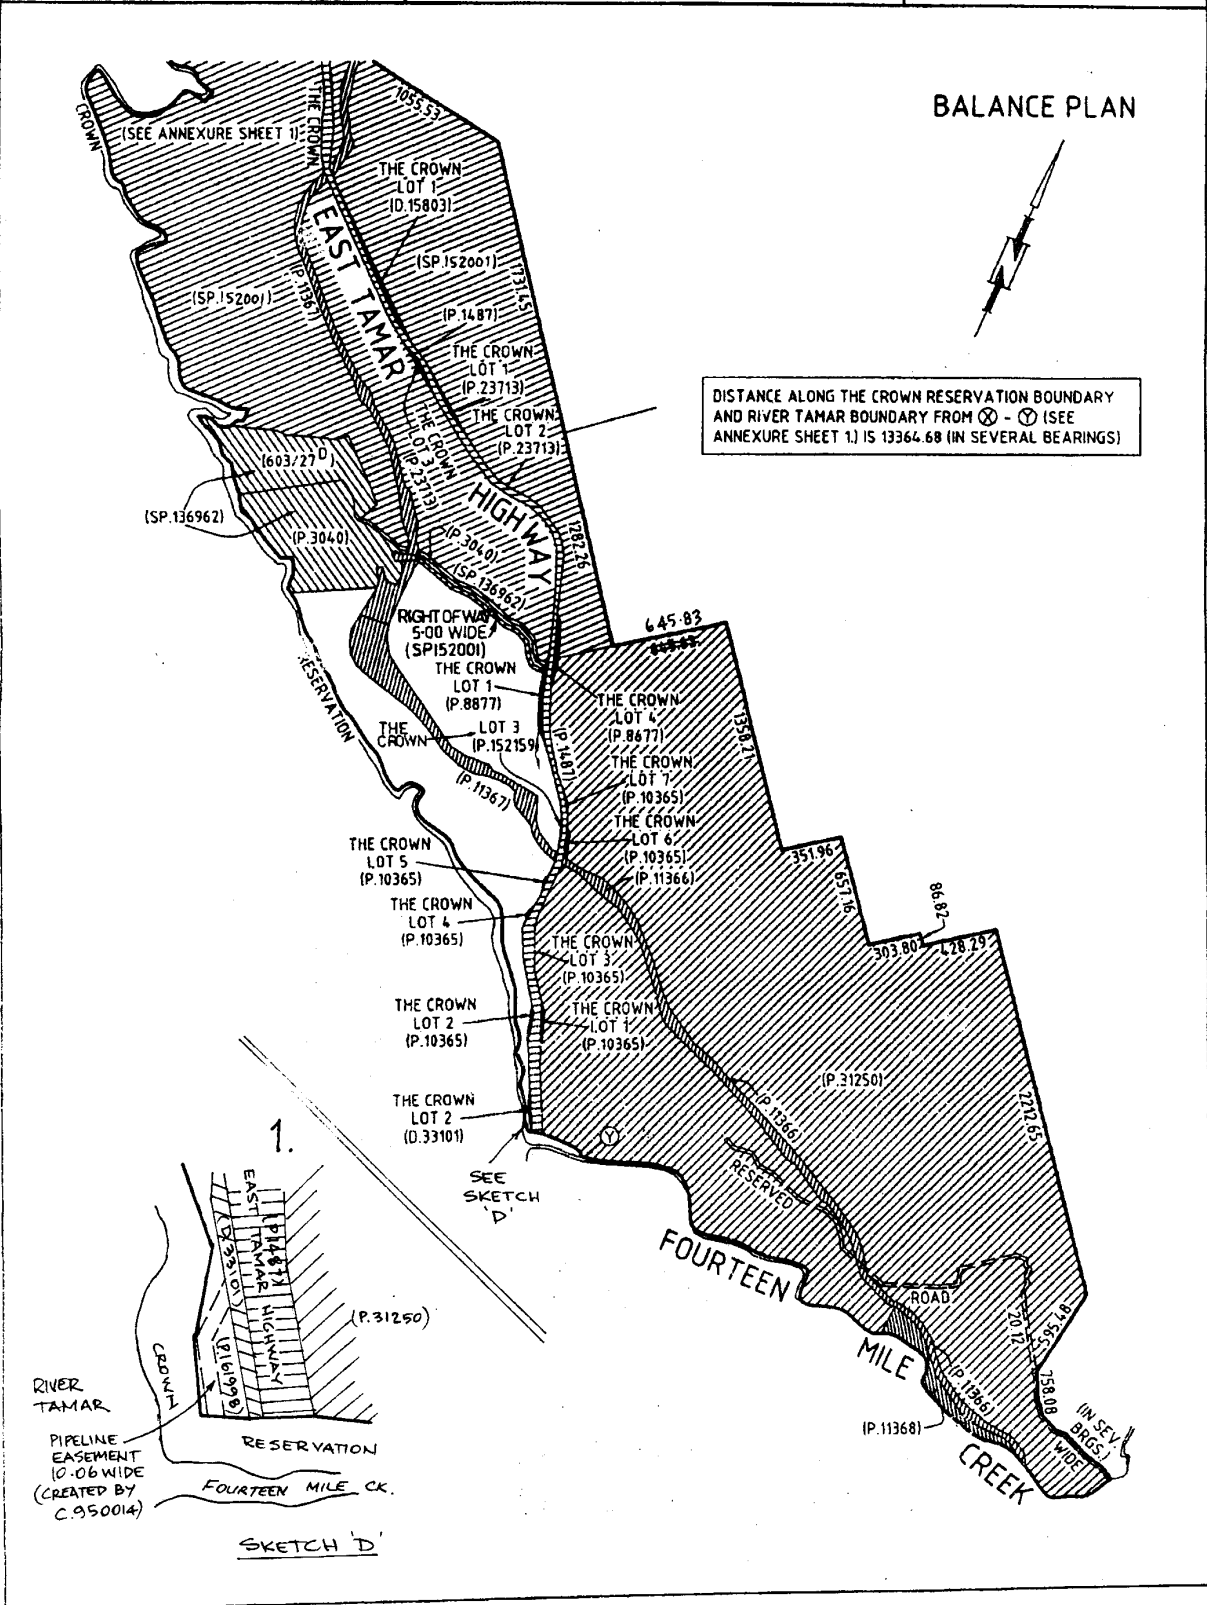 BALANCE PLAN
1055.53
CROWN
(SEE ANNEXURE SHEET 1)
THE CROWN
THE CROWN
LOT 1
(D.15803)
EAST TAMAR
(SP.152001)
1731.45
(SP.152001)
(P.11367)
(P.1487)
THE CROWN
LOT 1
(P.23713)
THE CROWN
LOT 2
(P.23713)
THE CROWN
LOT 3
(P.23713)
DISTANCE ALONG THE CROWN RESERVATION BOUNDARY
AND RIVER TAMAR BOUNDARY FROM Ⓧ - Ⓨ (SEE
ANNEXURE SHEET 1.) IS 13364.68 (IN SEVERAL BEARINGS)
(603/27ᴰ)
(SP.136962)
(P.3040)
HIGHWAY
1282.26
(P.3040)
(SP.136962)
RIGHT OF WAY
5.00 WIDE
(SP152001)
645.83
THE CROWN
LOT 1
(P.8877)
THE CROWN
LOT 4
(P.8677)
RESERVATION
1358.21
THE
CROWN
LOT 3
(P.152159)
(P.1487)
THE CROWN
LOT 7
(P.10365)
(P.11367)
THE CROWN
LOT 6
(P.10365)
(P.11366)
THE CROWN
LOT 5
(P.10365)
351.96
657.16
86.82
303.80
428.29
THE CROWN
LOT 4
(P.10365)
THE CROWN
LOT 3
(P.10365)
THE CROWN
LOT 2
(P.10365)
THE CROWN
LOT 1
(P.10365)
(P.31250)
2212.65
THE CROWN
LOT 2
(D.33101)
(P.11366)
Ⓨ
SEE
SKETCH
'D'
RESERVED
ROAD
FOURTEEN
MILE
CREEK
20.12
595.48
758.08
(IN SEV.
BRGS.)
WIDE
(P.11366)
(P.11368)
1.
EAST TAMAR HIGHWAY
(P1487)
(D.33101)
(P161998)
(P.31250)
CROWN
RIVER
TAMAR
PIPELINE
EASEMENT
10.06 WIDE
(CREATED BY
C.950014)
RESERVATION
FOURTEEN MILE CK.
SKETCH 'D'